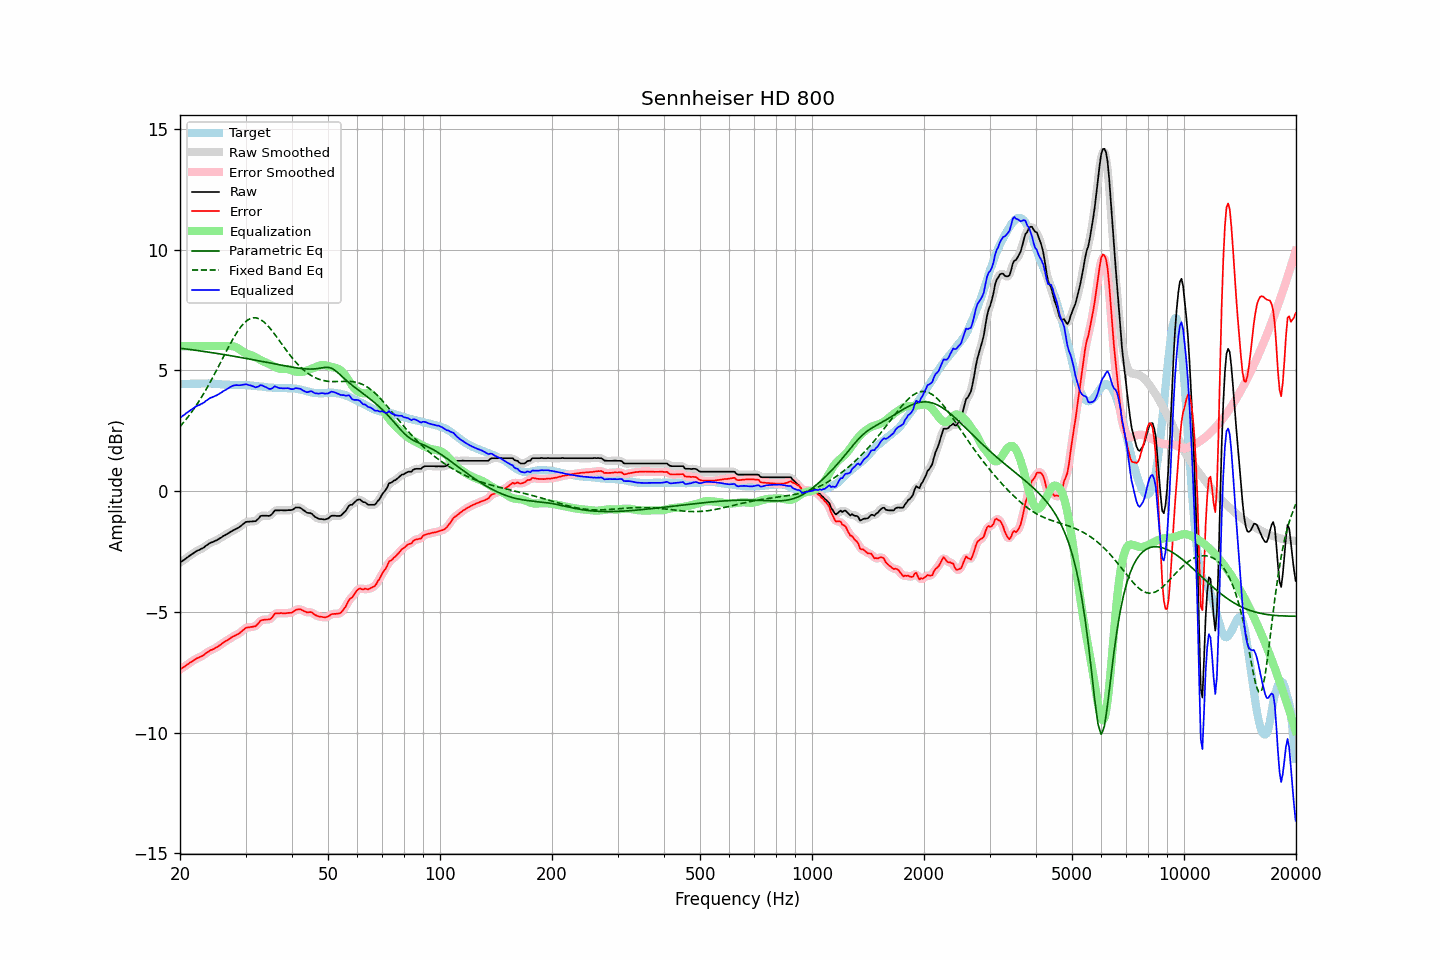 Sennheiser HD 800
Target
Raw Smoothed
Error Smoothed
Raw
Error
Equalization
Parametric Eq
Fixed Band Eq
Equalized
Amplitude (dBr)
15
10
5
0
−5
−10
−15
20 50 100 200 500 1000 2000 5000 10000 20000
Frequency (Hz)